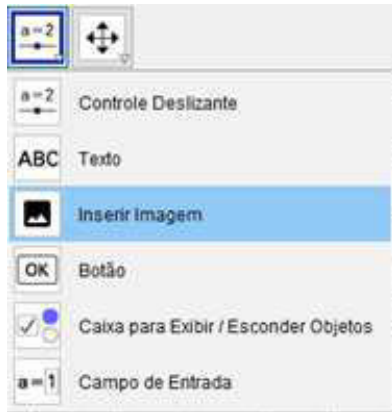 a=2
a=2 Controle Deslizante
ABC Texto
Inserir Imagem
OK Botão
Caixa para Exibir / Esconder Objetos
a=1 Campo de Entrada